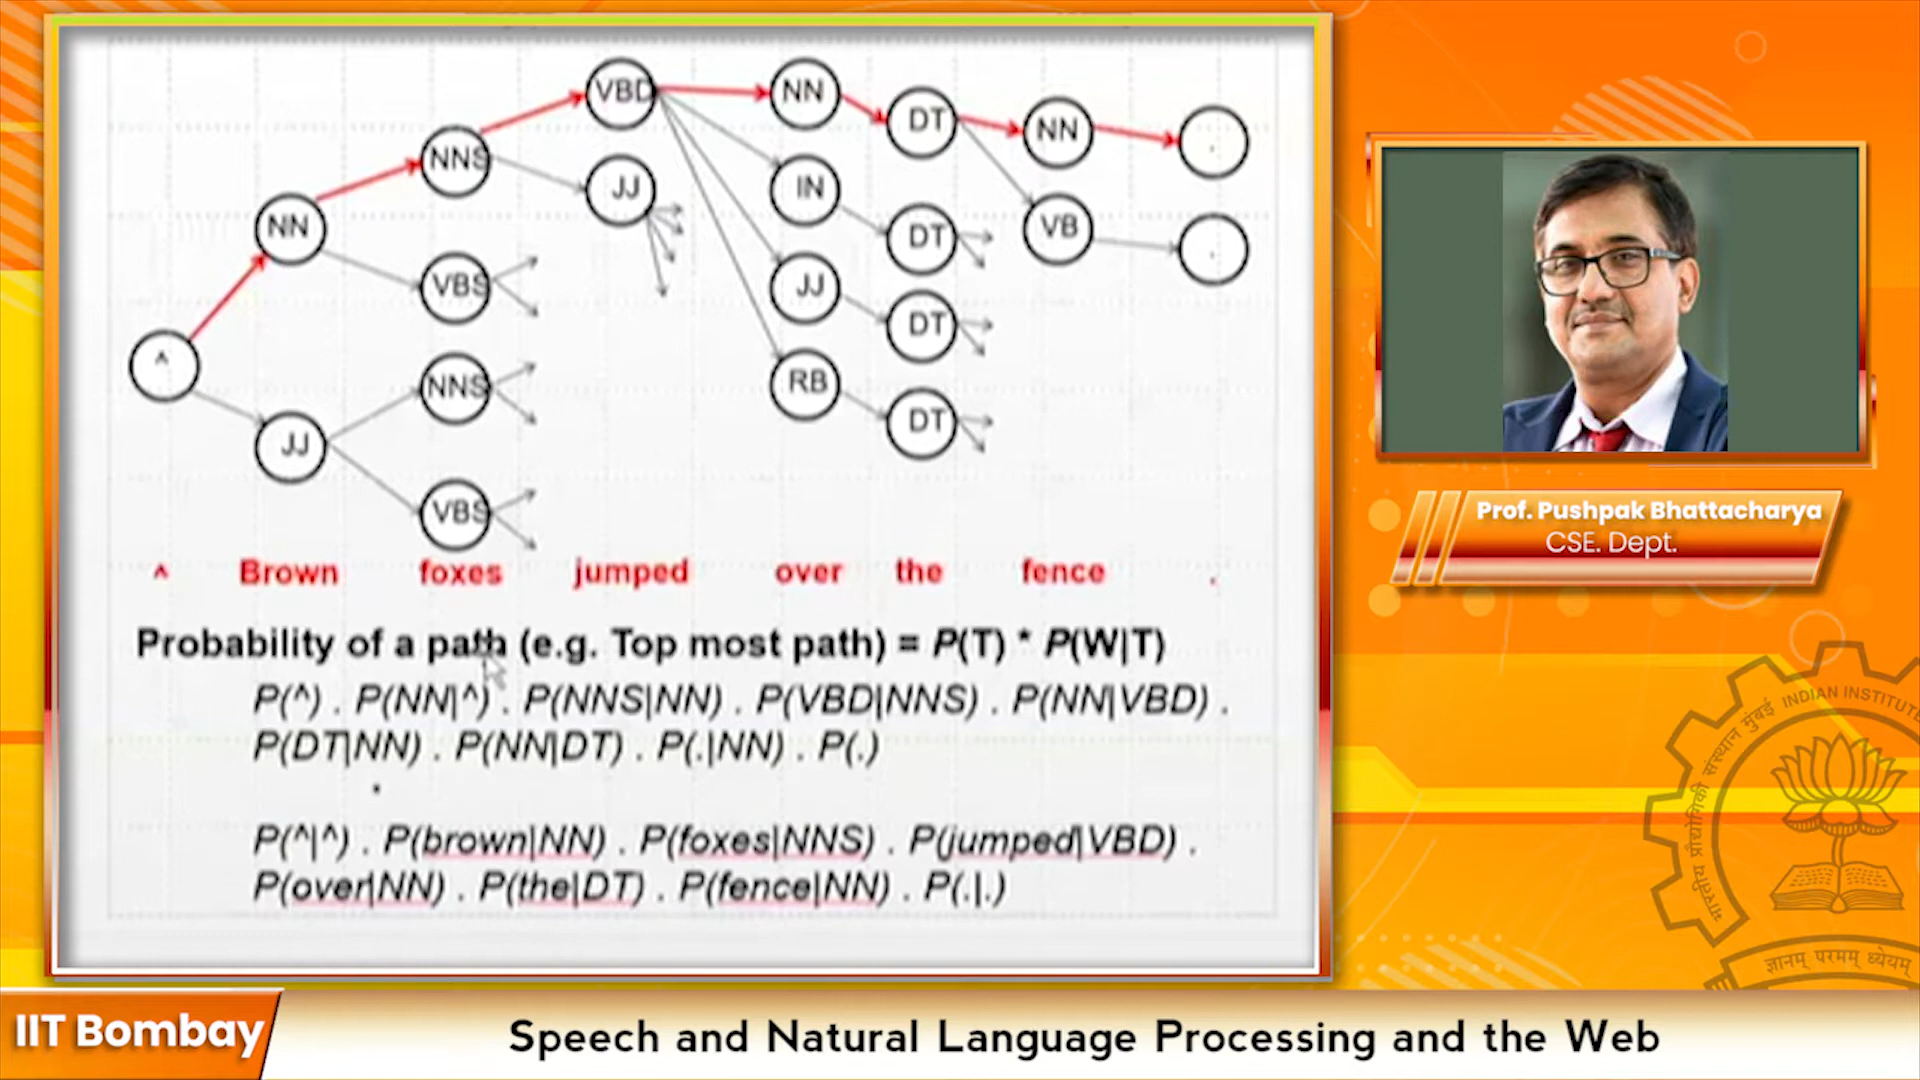 VBD NN DT NN .
NNS
NN JJ IN DT VB .
VBS JJ DT
^ NNS RB DT
JJ
VBS
^ Brown foxes jumped over the fence .
Probability of a path (e.g. Top most path) = P(T) * P(W|T)
P(^) . P(NN|^) . P(NNS|NN) . P(VBD|NNS) . P(NN|VBD) .
P(DT|NN) . P(NN|DT) . P(.|NN) . P(.)
P(^|^) . P(brown|NN) . P(foxes|NNS) . P(jumped|VBD) .
P(over|NN) . P(the|DT) . P(fence|NN) . P(.|.)
Prof. Pushpak Bhattacharya
CSE. Dept.
मुंबई INDIAN INSTITUTE
भारतीय प्रौद्योगिकी संस्थान
ज्ञानम् परमम् ध्येयम्
IIT Bombay
Speech and Natural Language Processing and the Web